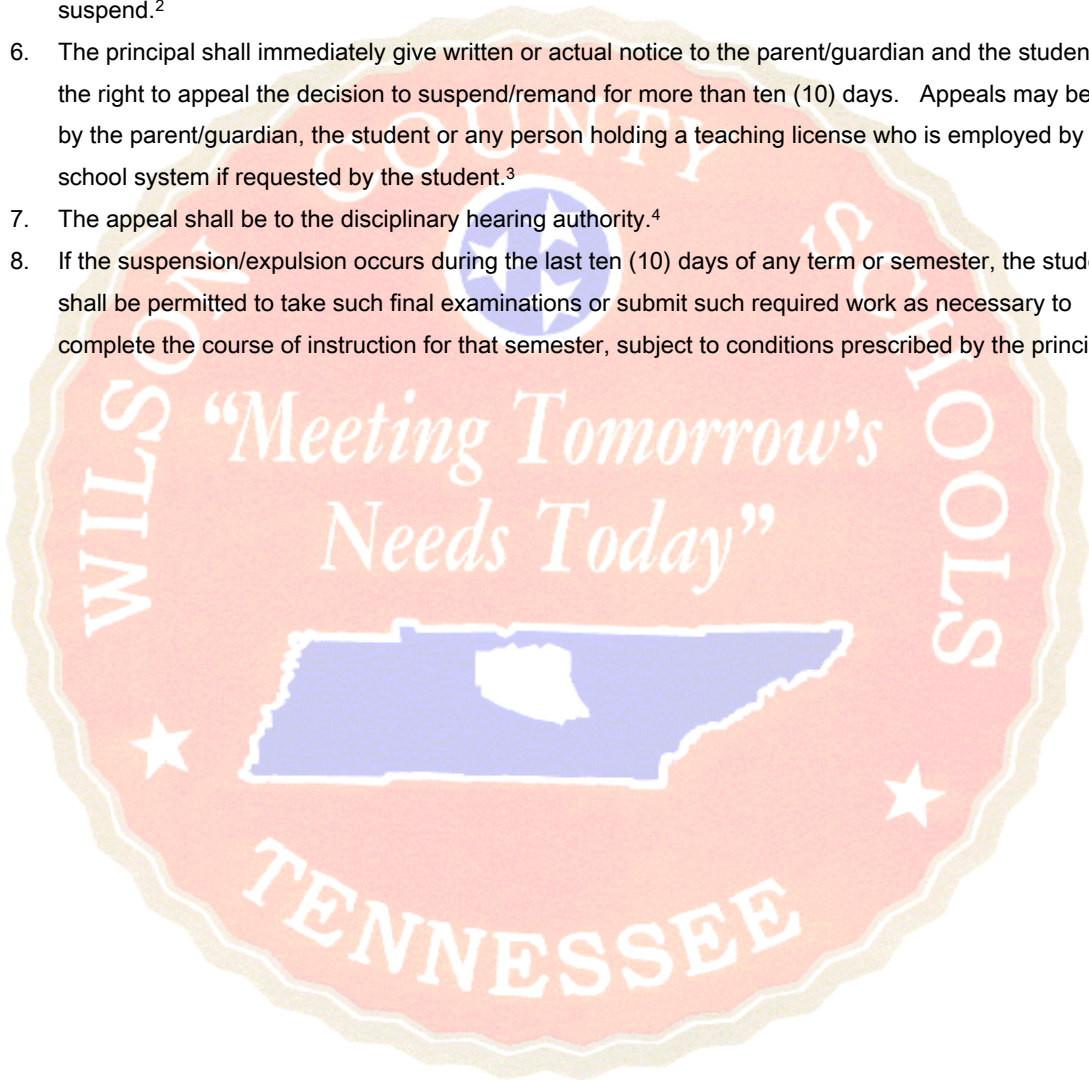 suspend.2
6. The principal shall immediately give written or actual notice to the parent/guardian and the studen
the right to appeal the decision to suspend/remand for more than ten (10) days. Appeals may be
by the parent/guardian, the student or any person holding a teaching license who is employed by
school system if requested by the student.3
7. The appeal shall be to the disciplinary hearing authority.4
8. If the suspension/expulsion occurs during the last ten (10) days of any term or semester, the stud
shall be permitted to take such final examinations or submit such required work as necessary to
complete the course of instruction for that semester, subject to conditions prescribed by the princi
WILSON COUNTY SCHOOLS
“Meeting Tomorrow's
Needs Today”
TENNESSEE